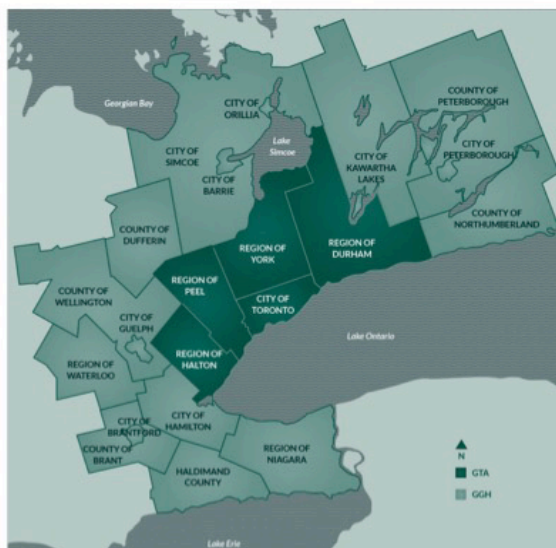 Georgian Bay
CITY OF
ORILLIA
COUNTY OF
PETERBOROUGH
Lake
Simcoe
CITY OF
SIMCOE
CITY OF
BARRIE
CITY OF
KAWARTHA
LAKES
CITY OF
PETERBOROUGH
COUNTY OF
NORTHUMBERLAND
COUNTY OF
DUFFERIN
REGION OF
YORK
REGION OF
DURHAM
REGION OF
PEEL
CITY OF
TORONTO
COUNTY OF
WELLINGTON
CITY OF
GUELPH
Lake Ontario
REGION OF
HALTON
REGION OF
WATERLOO
CITY OF
BRANTFORD
CITY OF
HAMILTON
COUNTY OF
BRANT
REGION OF
NIAGARA
HALDIMAND
COUNTY
N
GTA
GGH
Lake Erie